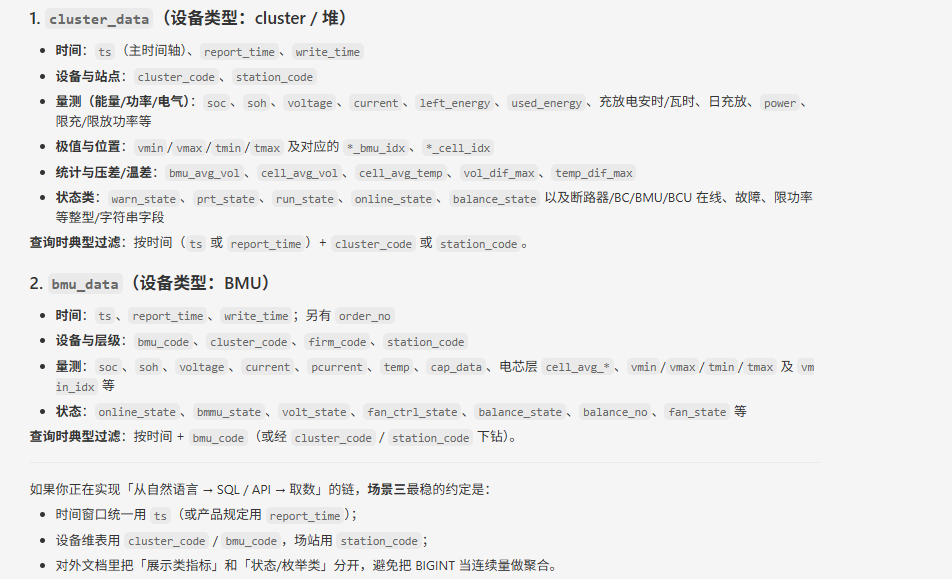 1. cluster_data（设备类型：cluster / 堆）
• 时间：ts（主时间轴）、report_time、write_time
• 设备与站点：cluster_code、station_code
• 量测（能量/功率/电气）：soc、soh、voltage、current、left_energy、used_energy、充放电安时/瓦时、日充放、power、
限充/限放功率等
• 极值与位置：vmin/vmax/tmin/tmax 及对应的 *_bmu_idx、*_cell_idx
• 统计与压差/温差：bmu_avg_vol、cell_avg_vol、cell_avg_temp、vol_dif_max、temp_dif_max
• 状态类：warn_state、prt_state、run_state、online_state、balance_state 以及断路器/BC/BMU/BCU 在线、故障、限功率
等整型/字符串字段
查询时典型过滤：按时间（ts 或 report_time）+ cluster_code 或 station_code。
2. bmu_data（设备类型：BMU）
• 时间：ts、report_time、write_time；另有 order_no
• 设备与层级：bmu_code、cluster_code、firm_code、station_code
• 量测：soc、soh、voltage、current、pcurrent、temp、cap_data、电芯层 cell_avg_*、vmin/vmax/tmin/tmax 及 vm
in_idx 等
• 状态：online_state、bmmu_state、volt_state、fan_ctrl_state、balance_state、balance_no、fan_state 等
查询时典型过滤：按时间 + bmu_code（或经 cluster_code / station_code 下钻）。
如果你正在实现「从自然语言 → SQL / API → 取数」的链，场景三最稳的约定是：
• 时间窗口统一用 ts（或产品规定用 report_time）；
• 设备维表用 cluster_code / bmu_code，场站用 station_code；
• 对外文档里把「展示类指标」和「状态/枚举类」分开，避免把 BIGINT 当连续量做聚合。